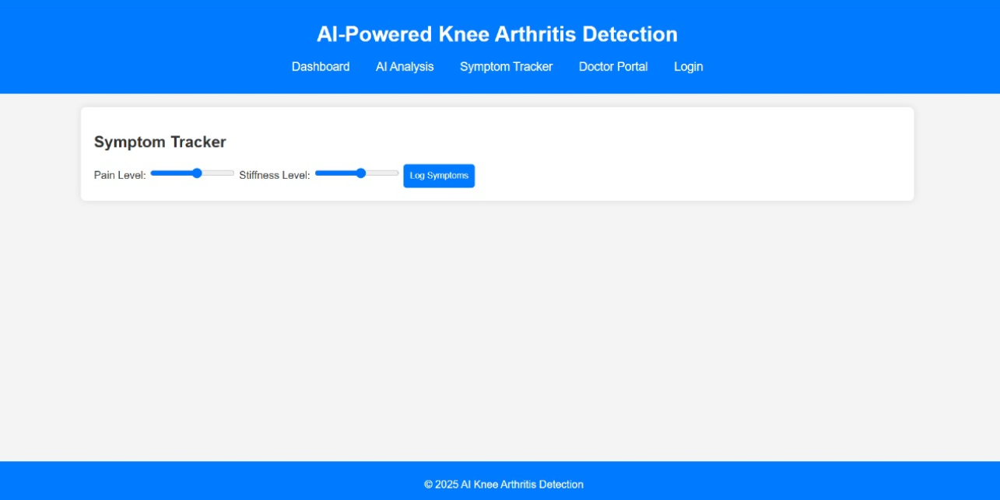 AI-Powered Knee Arthritis Detection
Dashboard AI Analysis Symptom Tracker Doctor Portal Login
Symptom Tracker
Pain Level: Stiffness Level: Log Symptoms
© 2025 AI Knee Arthritis Detection